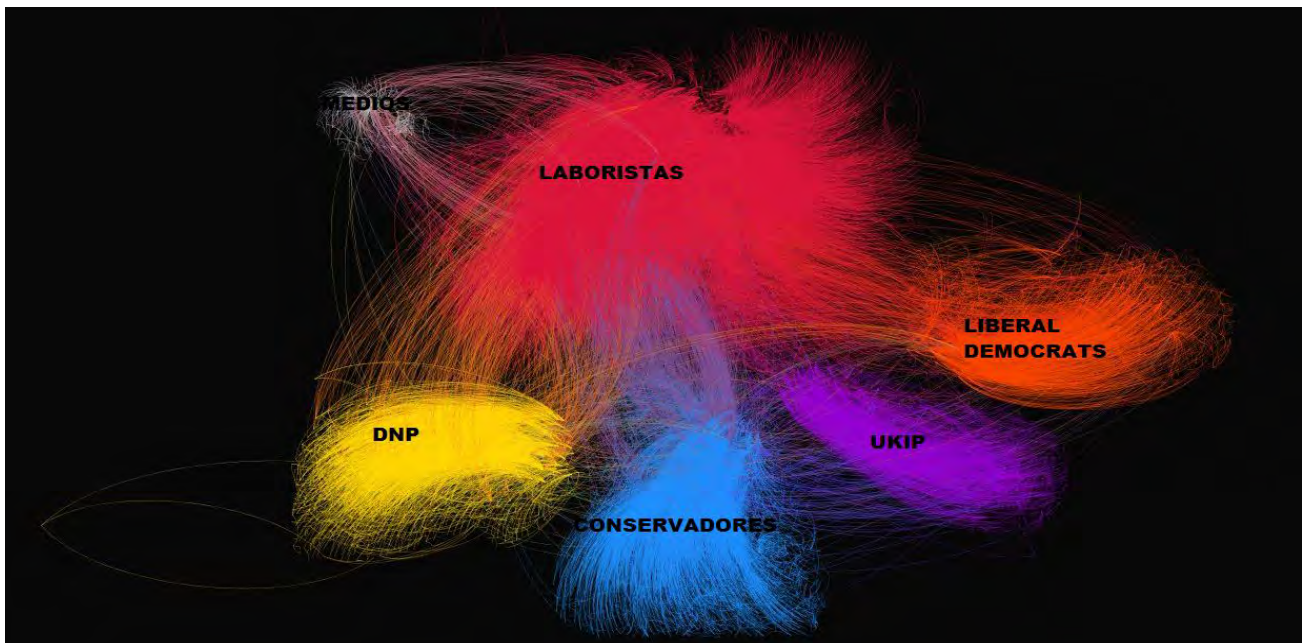 MEDIOS
LABORISTAS
LIBERAL
DEMOCRATS
DNP
UKIP
CONSERVADORES